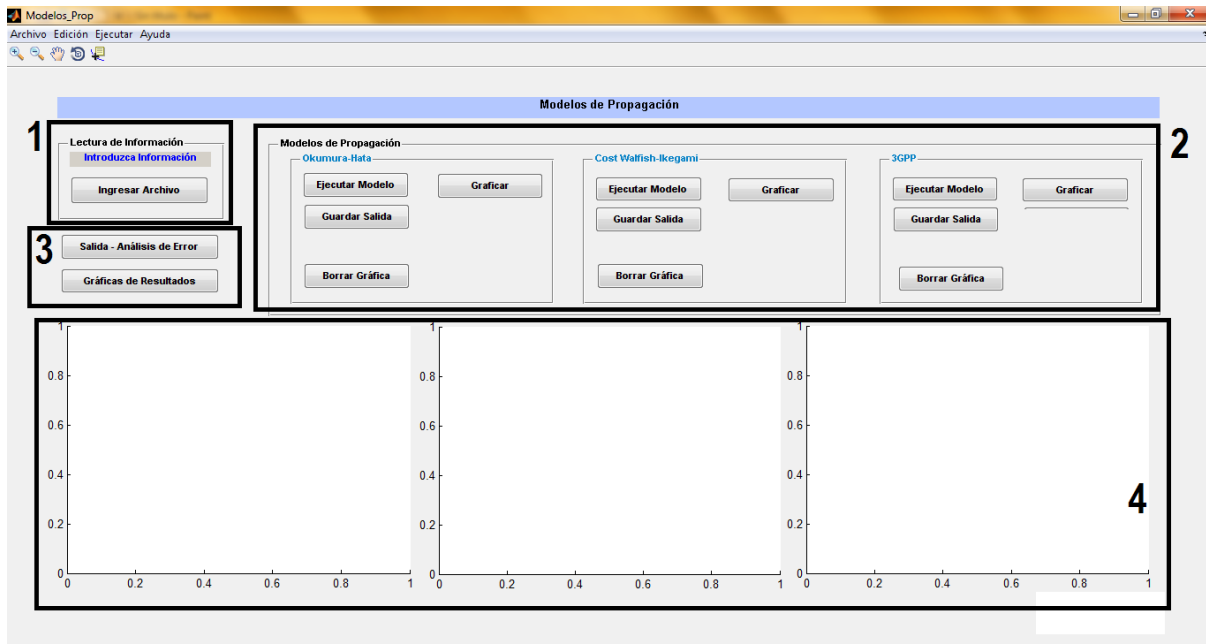 Modelos_Prop
Archivo Edición Ejecutar Ayuda
Modelos de Propagación
1
Lectura de Información
Introduzca Información
Ingresar Archivo
2
Modelos de Propagación
Okumura-Hata
Ejecutar Modelo Graficar
Guardar Salida
Borrar Gráfica
Cost Walfish-Ikegami
Ejecutar Modelo Graficar
Guardar Salida
Borrar Gráfica
3GPP
Ejecutar Modelo Graficar
Guardar Salida
Borrar Gráfica
3
Salida - Análisis de Error
Gráficas de Resultados
1
0.8
0.6
0.4
0.2
0
0 0.2 0.4 0.6 0.8 1
1
0.8
0.6
0.4
0.2
0
0 0.2 0.4 0.6 0.8 1
1
0.8
0.6
0.4
0.2
0
0 0.2 0.4 0.6 0.8 1
4